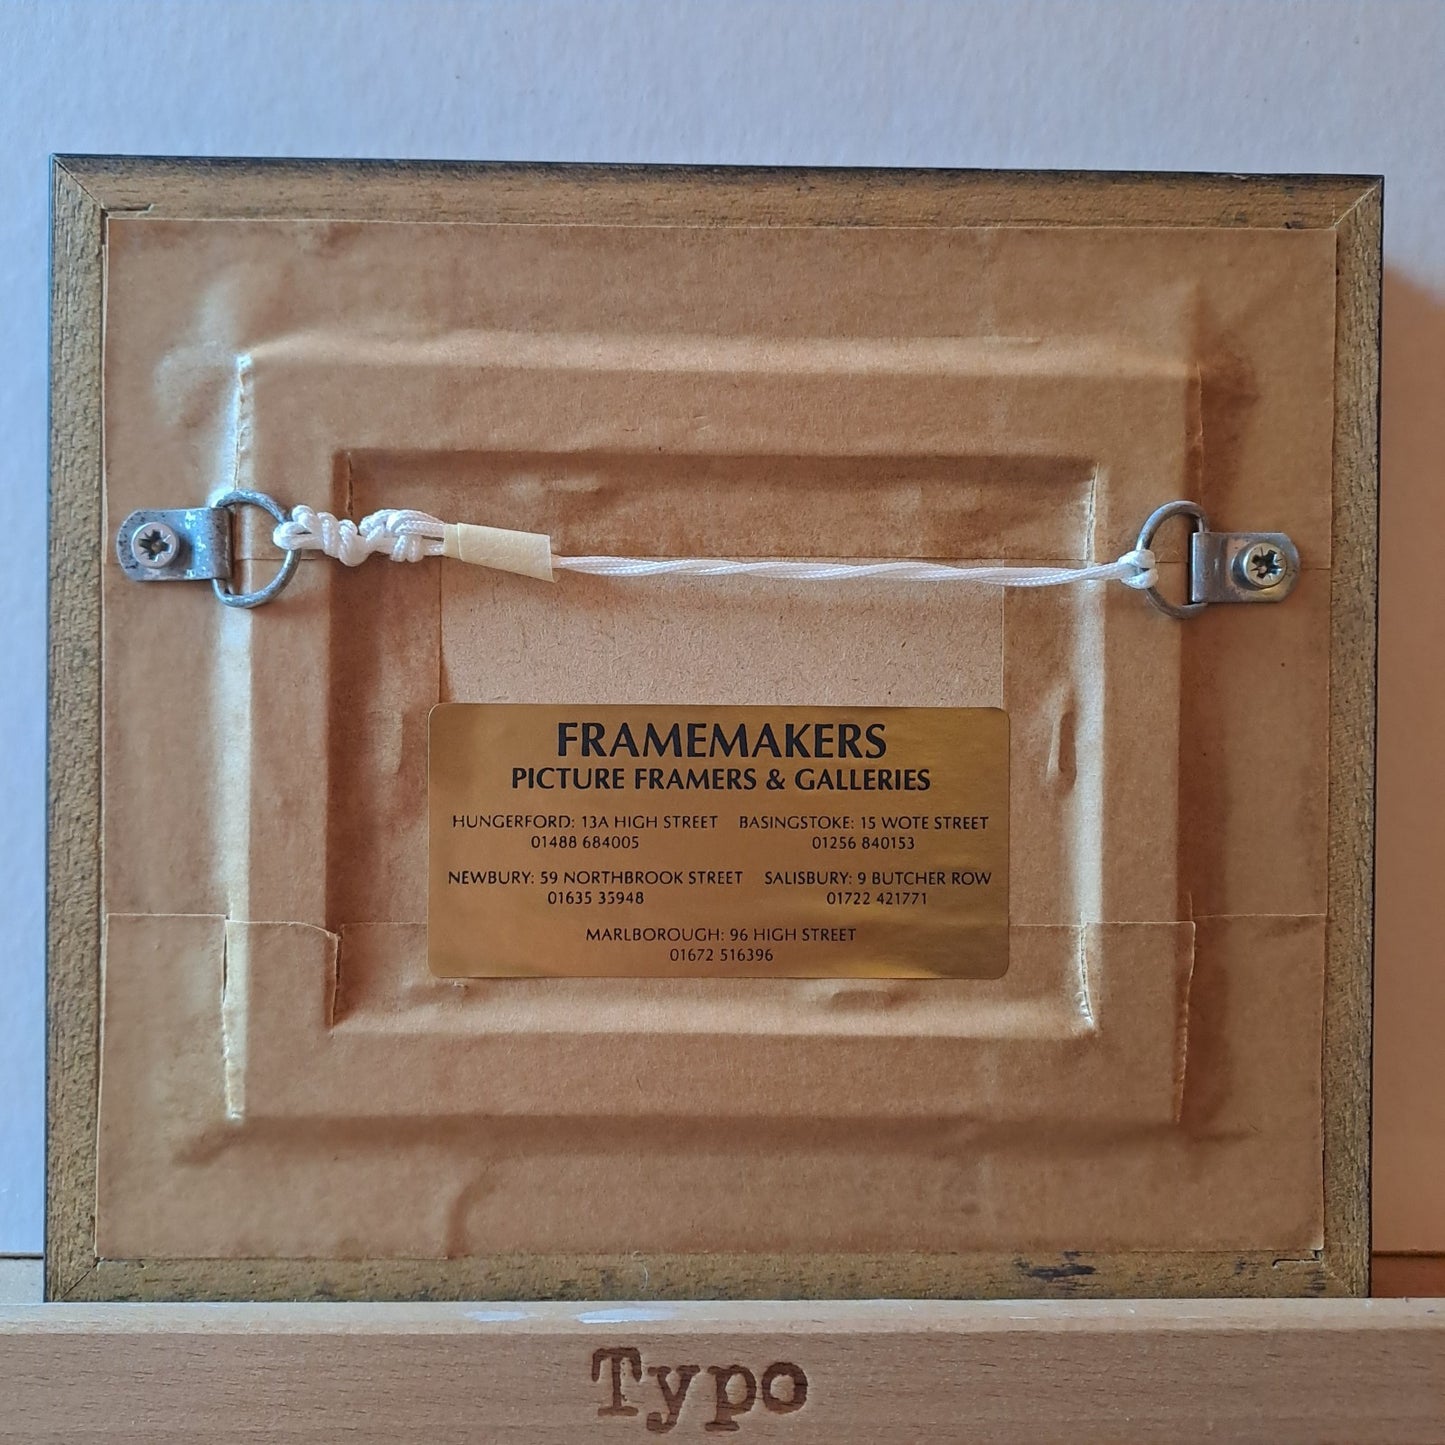 FRAMEMAKERS
PICTURE FRAMERS & GALLERIES
HUNGERFORD: 13A HIGH STREET
01488 684005
BASINGSTOKE: 15 WOTE STREET
01256 840153
NEWBURY: 59 NORTHBROOK STREET
01635 35948
SALISBURY: 9 BUTCHER ROW
01722 421771
MARLBOROUGH: 96 HIGH STREET
01672 516396
Typo